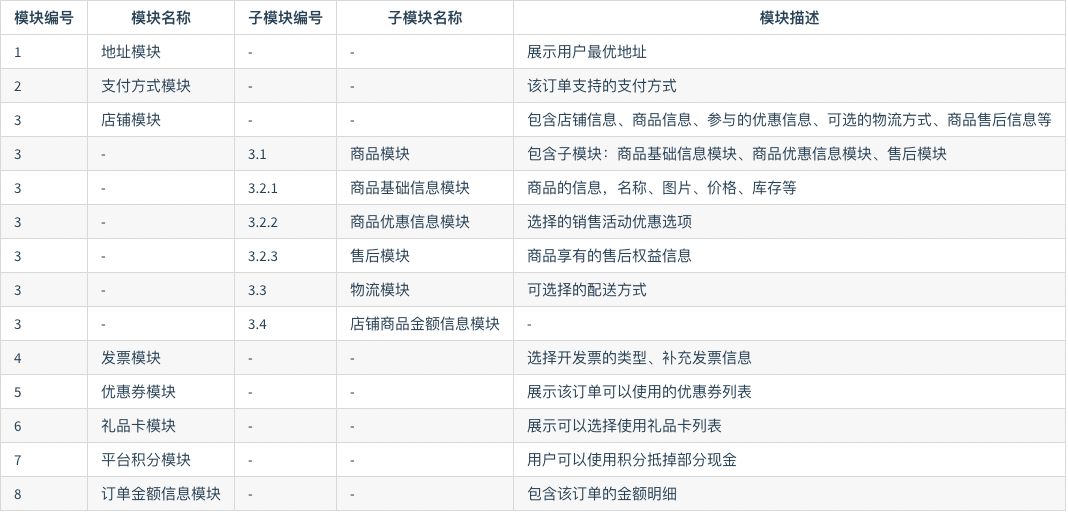 模块编号 模块名称 子模块编号 子模块名称 模块描述
1 地址模块 - - 展示用户最优地址
2 支付方式模块 - - 该订单支持的支付方式
3 店铺模块 - - 包含店铺信息、商品信息、参与的优惠信息、可选的物流方式、商品售后信息等
3 - 3.1 商品模块 包含子模块：商品基础信息模块、商品优惠信息模块、售后模块
3 - 3.2.1 商品基础信息模块 商品的信息，名称、图片、价格、库存等
3 - 3.2.2 商品优惠信息模块 选择的销售活动优惠选项
3 - 3.2.3 售后模块 商品享有的售后权益信息
3 - 3.3 物流模块 可选择的配送方式
3 - 3.4 店铺商品金额信息模块 -
4 发票模块 - - 选择开发票的类型、补充发票信息
5 优惠券模块 - - 展示该订单可以使用的优惠券列表
6 礼品卡模块 - - 展示可以选择使用礼品卡列表
7 平台积分模块 - - 用户可以使用积分抵掉部分现金
8 订单金额信息模块 - - 包含该订单的金额明细